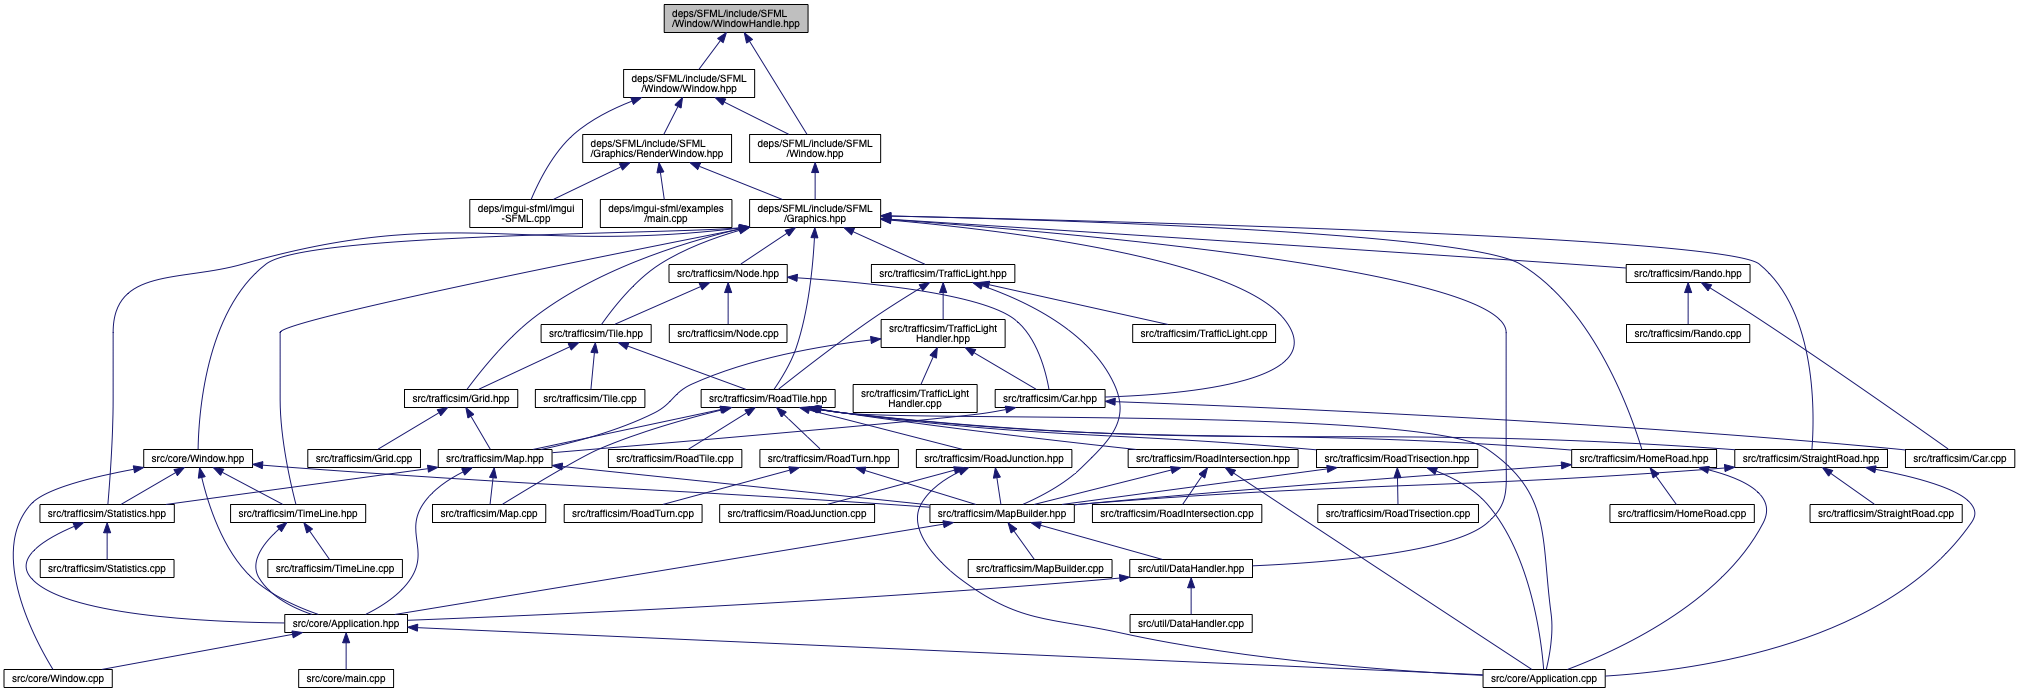 deps/SFML/include/SFML
/Window/WindowHandle.hpp
deps/SFML/include/SFML
/Window/Window.hpp
deps/SFML/include/SFML
/Graphics/RenderWindow.hpp
deps/SFML/include/SFML
/Window.hpp
deps/imgui-sfml/imgui
-SFML.cpp
deps/imgui-sfml/examples
/main.cpp
deps/SFML/include/SFML
/Graphics.hpp
src/trafficsim/Node.hpp
src/trafficsim/TrafficLight.hpp
src/trafficsim/Rando.hpp
src/trafficsim/Tile.hpp
src/trafficsim/Node.cpp
src/trafficsim/TrafficLight
Handler.hpp
src/trafficsim/TrafficLight.cpp
src/trafficsim/Rando.cpp
src/trafficsim/Grid.hpp
src/trafficsim/Tile.cpp
src/trafficsim/RoadTile.hpp
src/trafficsim/TrafficLight
Handler.cpp
src/trafficsim/Car.hpp
src/core/Window.hpp
src/trafficsim/Grid.cpp
src/trafficsim/Map.hpp
src/trafficsim/RoadTile.cpp
src/trafficsim/RoadTurn.hpp
src/trafficsim/RoadJunction.hpp
src/trafficsim/RoadIntersection.hpp
src/trafficsim/RoadTrisection.hpp
src/trafficsim/HomeRoad.hpp
src/trafficsim/StraightRoad.hpp
src/trafficsim/Car.cpp
src/trafficsim/Statistics.hpp
src/trafficsim/TimeLine.hpp
src/trafficsim/Map.cpp
src/trafficsim/RoadTurn.cpp
src/trafficsim/RoadJunction.cpp
src/trafficsim/MapBuilder.hpp
src/trafficsim/RoadIntersection.cpp
src/trafficsim/RoadTrisection.cpp
src/trafficsim/HomeRoad.cpp
src/trafficsim/StraightRoad.cpp
src/trafficsim/Statistics.cpp
src/trafficsim/TimeLine.cpp
src/trafficsim/MapBuilder.cpp
src/util/DataHandler.hpp
src/core/Application.hpp
src/util/DataHandler.cpp
src/core/Window.cpp
src/core/main.cpp
src/core/Application.cpp